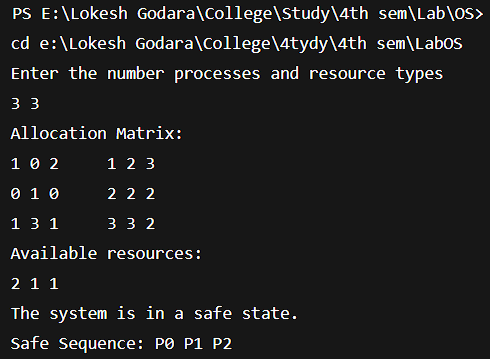 PS E:\Lokesh Godara\College\Study\4th sem\Lab\OS>
cd e:\Lokesh Godara\College\4tydy\4th sem\LabOS
Enter the number processes and resource types
3 3
Allocation Matrix:
1 0 2     1 2 3
0 1 0     2 2 2
1 3 1     3 3 2
Available resources:
2 1 1
The system is in a safe state.
Safe Sequence: P0 P1 P2